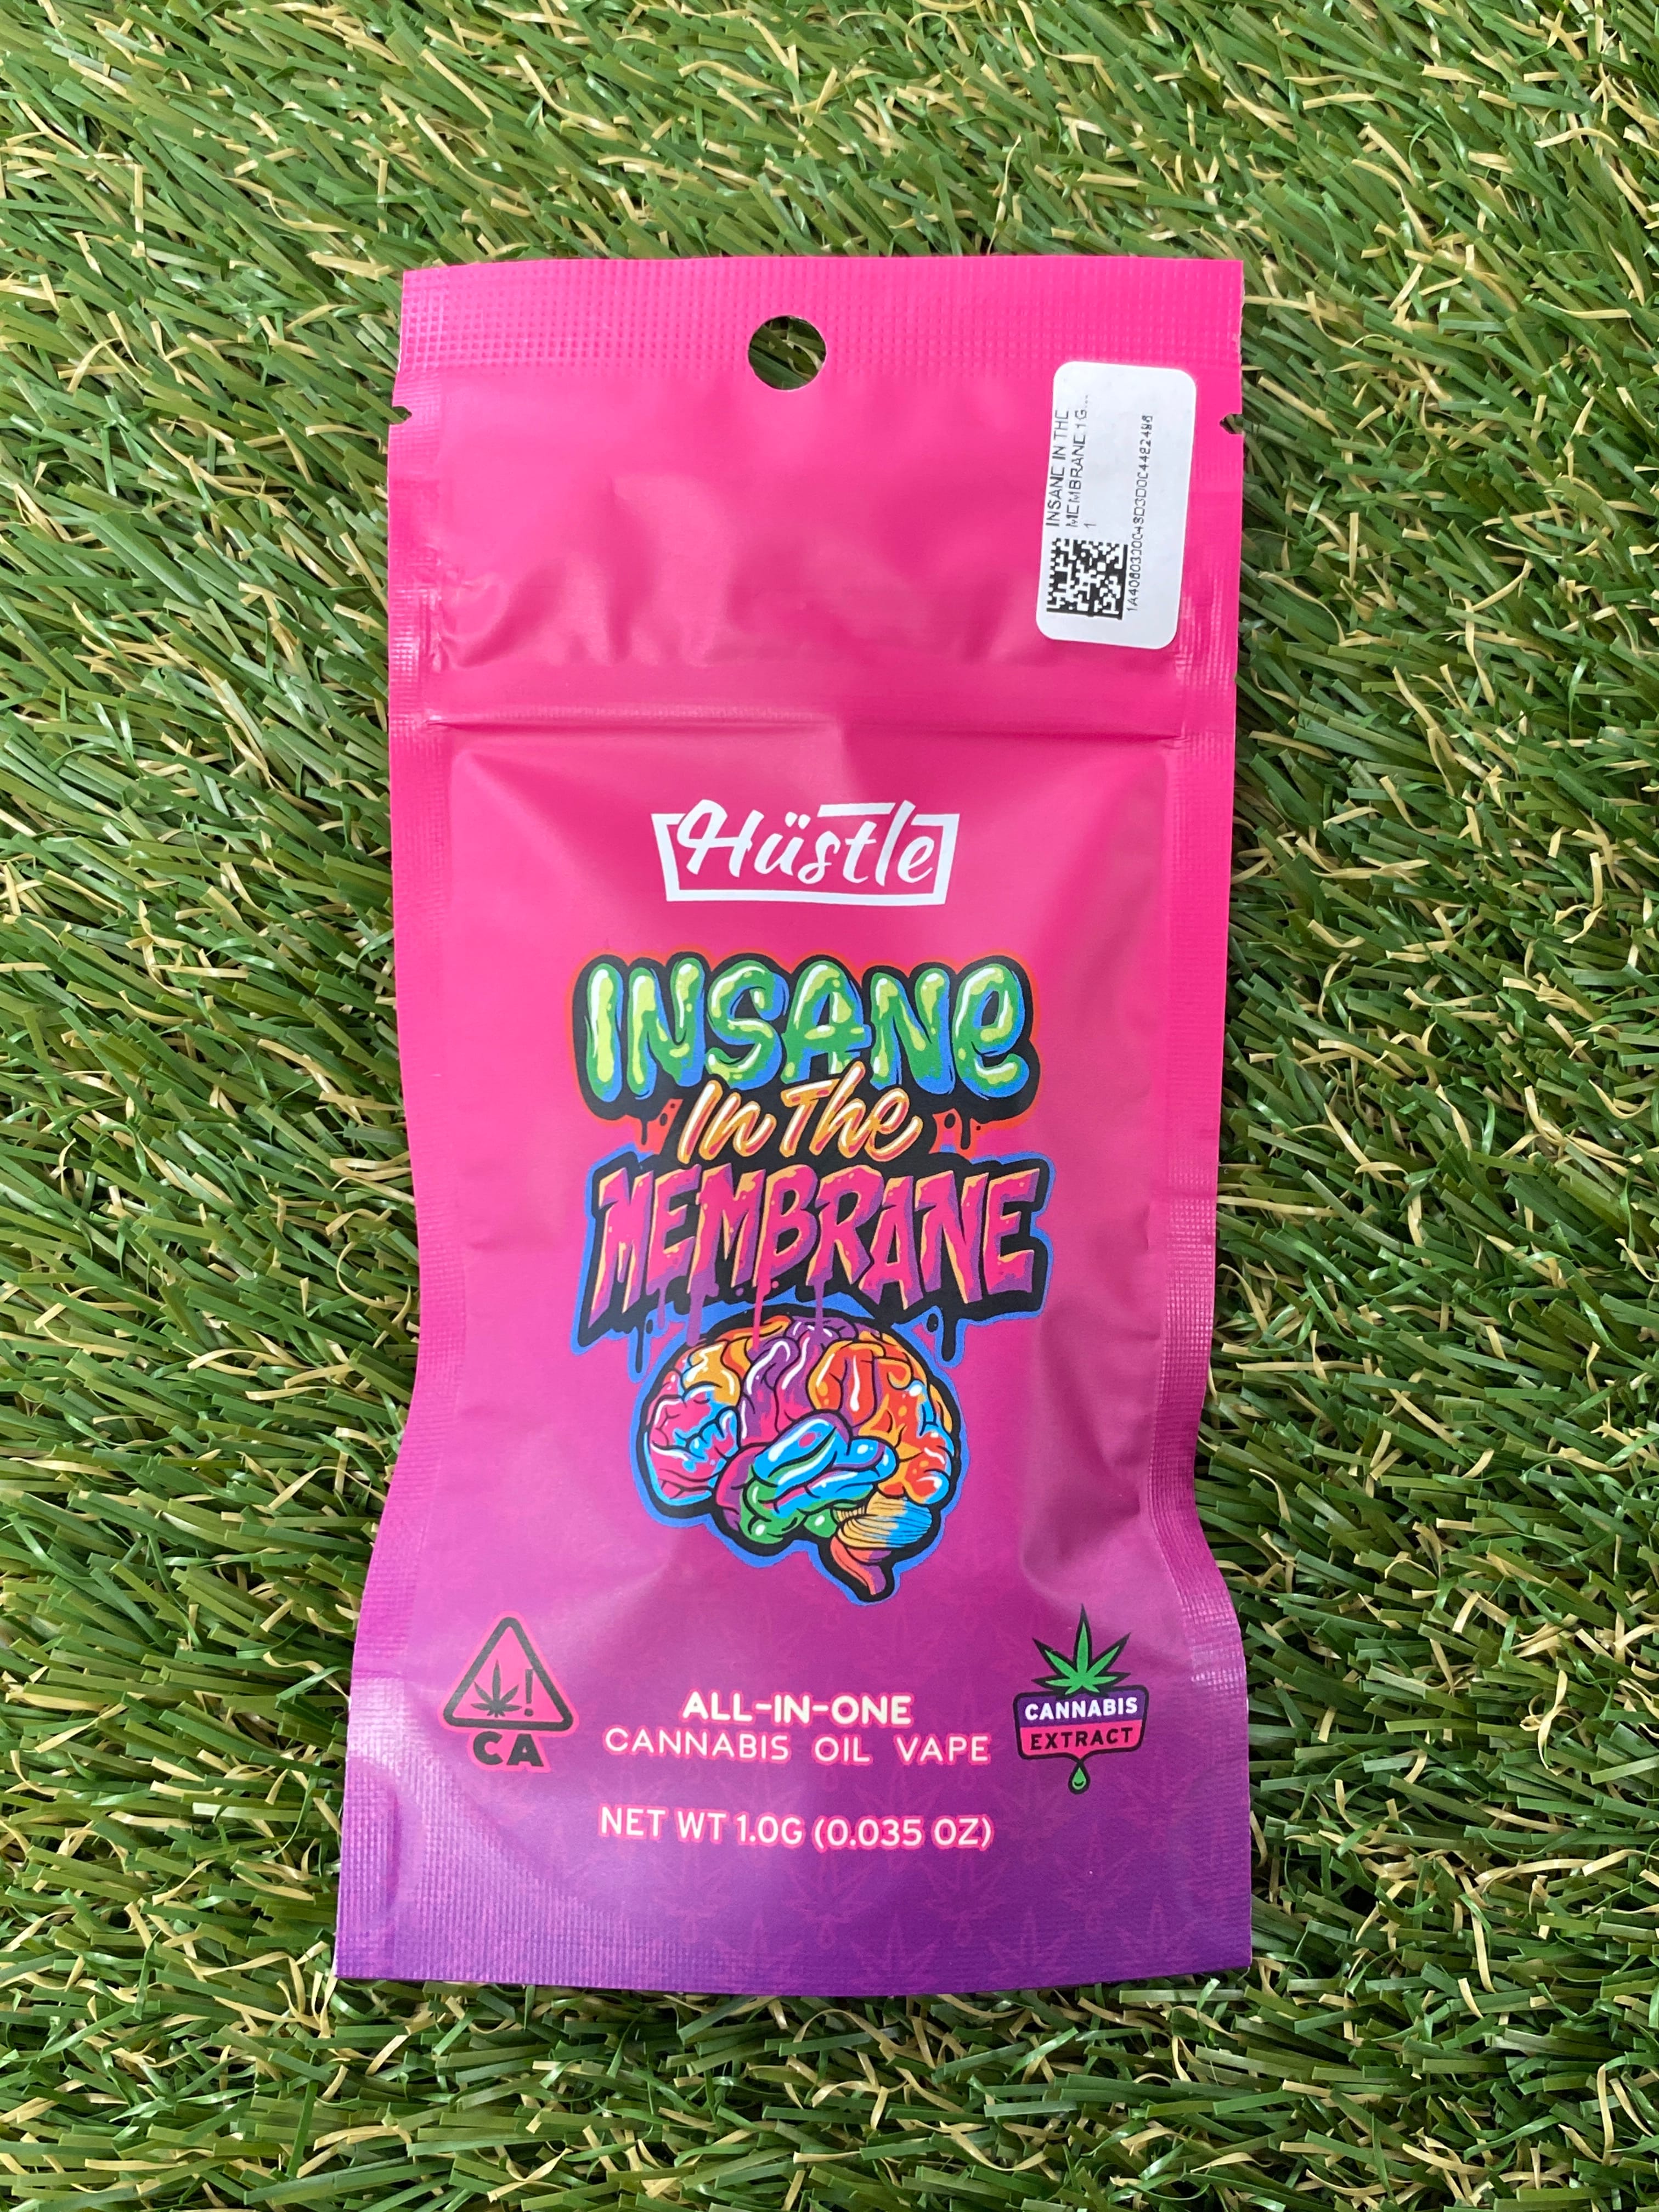 INSANE IN THE
MEMBRANE 1G...
1
Hüstle
INSANE
In The
MEMBRANE
CA
ALL-IN-ONE
CANNABIS OIL VAPE
CANNABIS
EXTRACT
NET WT 1.0G (0.035 OZ)